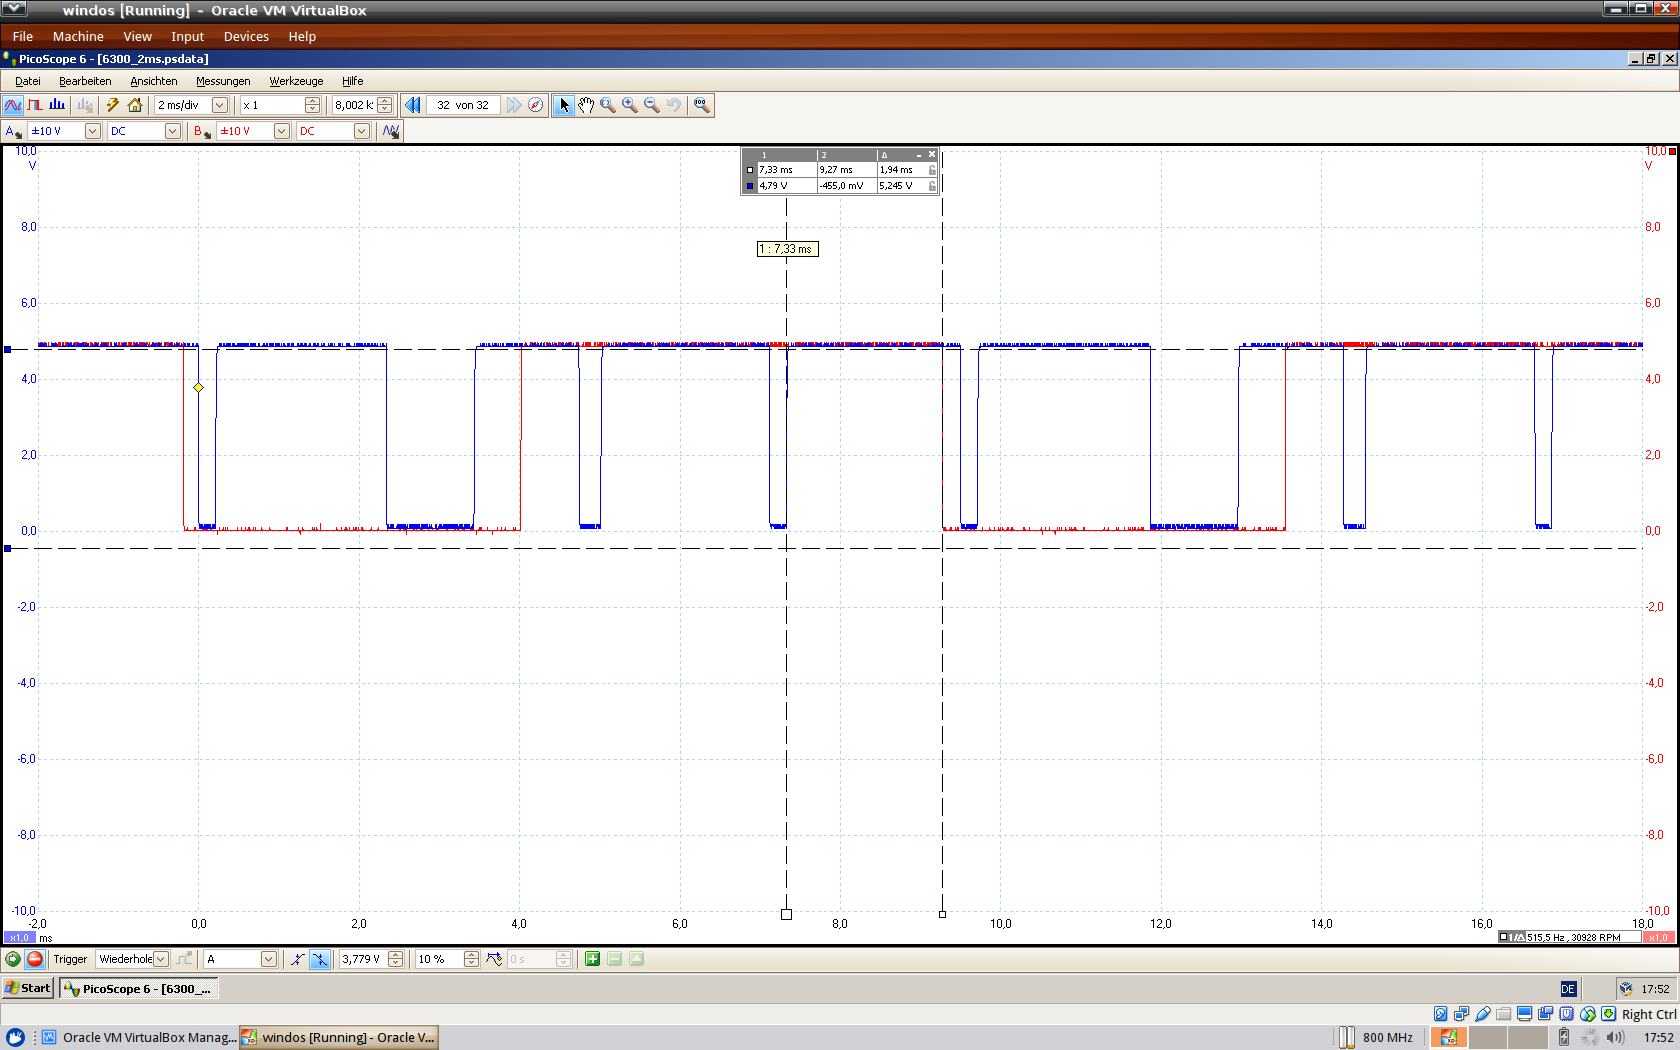 windos [Running] - Oracle VM VirtualBox
File Machine View Input Devices Help
PicoScope 6 - [6300_2ms.psdata]
Datei Bearbeiten Ansichten Messungen Werkzeuge Hilfe
2 ms/div x 1 8,002 k: 32 von 32
A ±10 V DC B ±10 V DC
10,0 10,0
V V
1 2 Δ
7,33 ms 9,27 ms 1,94 ms
4,79 V -455,0 mV 5,245 V
8,0 8,0
1 : 7,33 ms
6,0 6,0
4,0 4,0
2,0 2,0
0,0 0,0
-2,0 -2,0
-4,0 -4,0
-6,0 -6,0
-8,0 -8,0
-10,0 -10,0
-2,0 0,0 2,0 4,0 6,0 8,0 10,0 12,0 14,0 16,0 18,0
x1,0 ms 1/Δ 515,5 Hz , 30928 RPM x1,0
Trigger Wiederhole A 3,779 V 10 % 0 s
Start PicoScope 6 - [6300_... DE 17:52
Right Ctrl
Oracle VM VirtualBox Manag... windos [Running] - Oracle V... 800 MHz 17:52